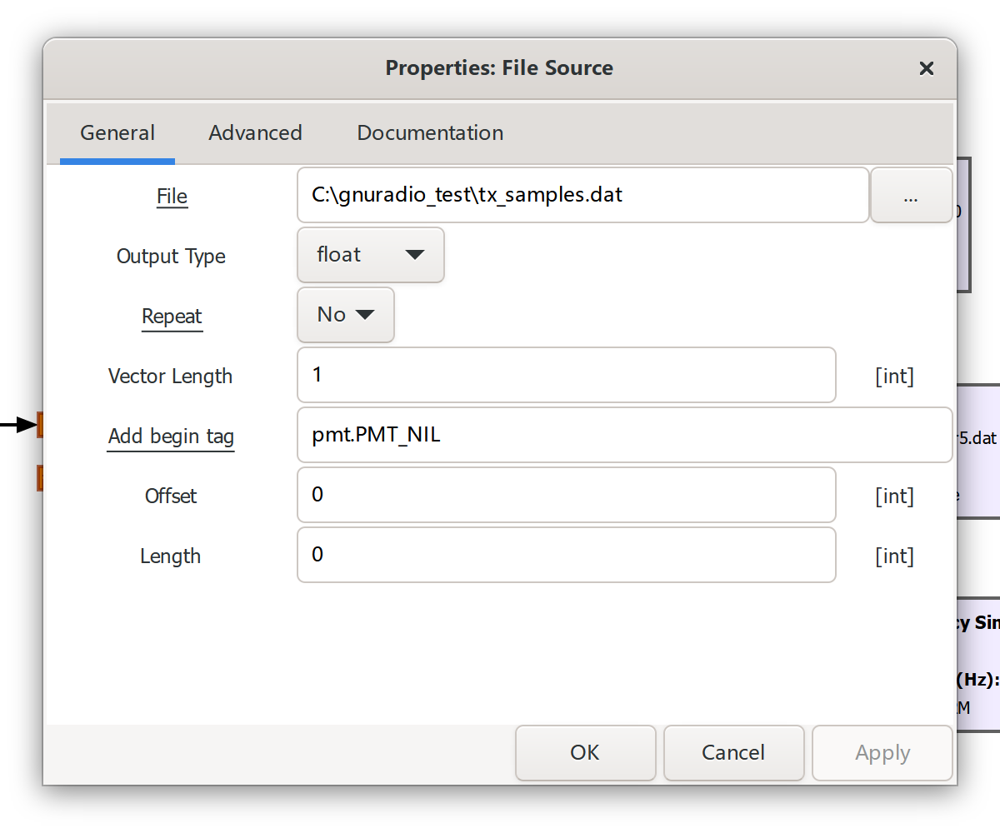 Properties: File Source
General Advanced Documentation
File C:\gnuradio_test\tx_samples.dat ...
Output Type float
Repeat No
Vector Length 1 [int]
Add begin tag pmt.PMT_NIL
5.dat
Offset 0 [int]
Length 0 [int]
Sin
(Hz):
M
OK Cancel Apply